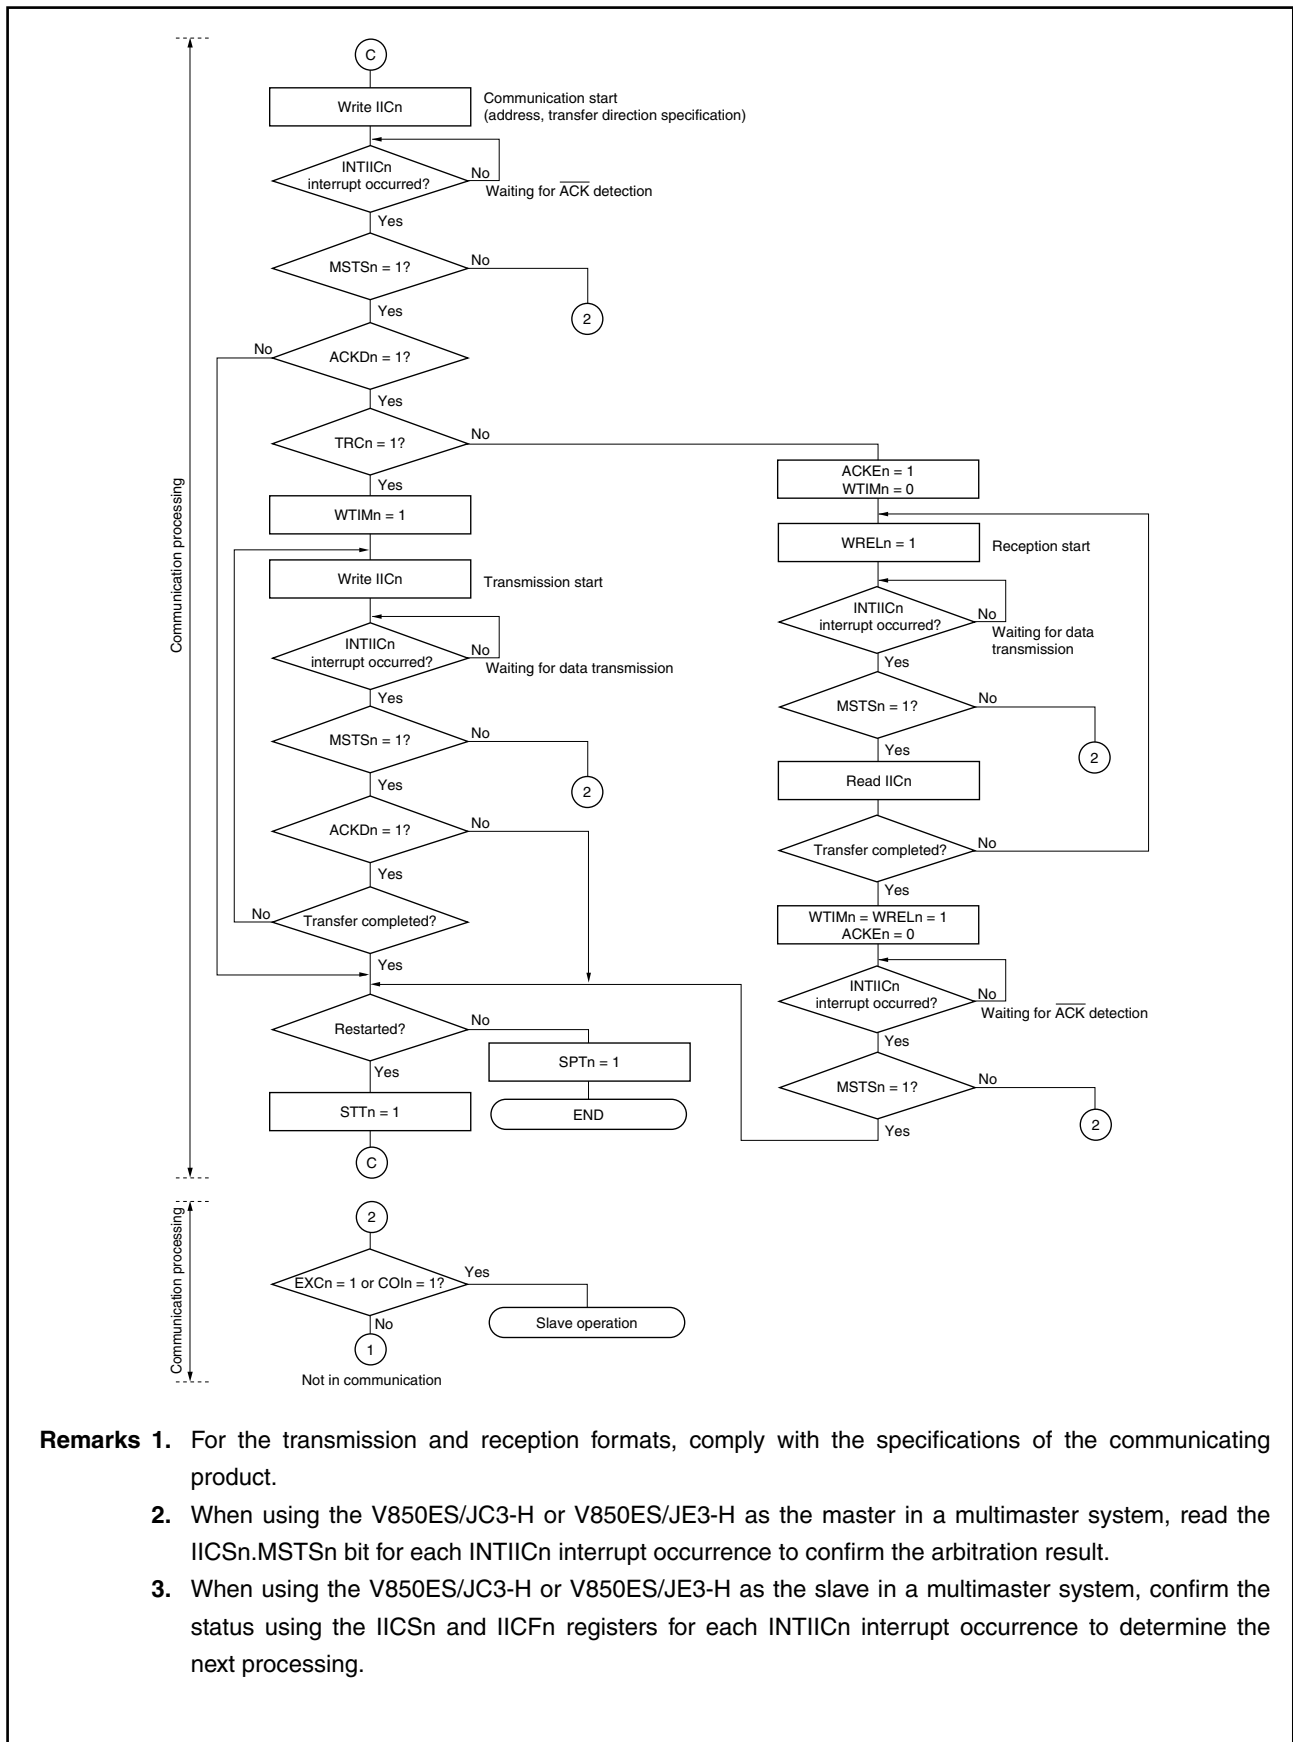 C
Write IICn
Communication start
(address, transfer direction specification)
INTIICn
interrupt occurred?
No
Waiting for ACK detection
Yes
MSTSn = 1?
No
2
Yes
No
ACKDn = 1?
Yes
TRCn = 1?
No
Yes
WTIMn = 1
Write IICn
Transmission start
INTIICn
interrupt occurred?
No
Waiting for data transmission
Yes
MSTSn = 1?
No
2
Yes
ACKDn = 1?
No
Yes
No
Transfer completed?
Yes
Restarted?
No
Yes
SPTn = 1
END
STTn = 1
C
Communication processing
ACKEn = 1
WTIMn = 0
WRELn = 1
Reception start
INTIICn
interrupt occurred?
No
Waiting for data
transmission
Yes
MSTSn = 1?
No
2
Yes
Read IICn
Transfer completed?
No
Yes
WTIMn = WRELn = 1
ACKEn = 0
INTIICn
interrupt occurred?
No
Waiting for ACK detection
Yes
MSTSn = 1?
No
2
Yes
Communication processing
2
EXCn = 1 or COIn = 1?
Yes
Slave operation
No
1
Not in communication
Remarks 1. For the transmission and reception formats, comply with the specifications of the communicating
product.
2. When using the V850ES/JC3-H or V850ES/JE3-H as the master in a multimaster system, read the
IICSn.MSTSn bit for each INTIICn interrupt occurrence to confirm the arbitration result.
3. When using the V850ES/JC3-H or V850ES/JE3-H as the slave in a multimaster system, confirm the
status using the IICSn and IICFn registers for each INTIICn interrupt occurrence to determine the
next processing.